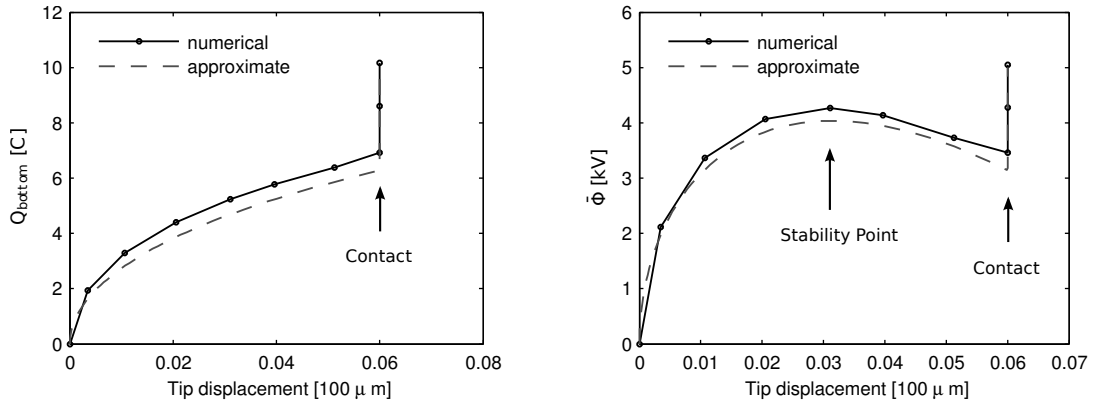 12
10
8
6
4
2
0
Q_bottom [C]
numerical
approximate
Contact
0 0.02 0.04 0.06 0.08
Tip displacement [100 μ m]
6
5
4
3
2
1
0
Φ̄ [kV]
numerical
approximate
Stability Point
Contact
0 0.01 0.02 0.03 0.04 0.05 0.06 0.07
Tip displacement [100 μ m]